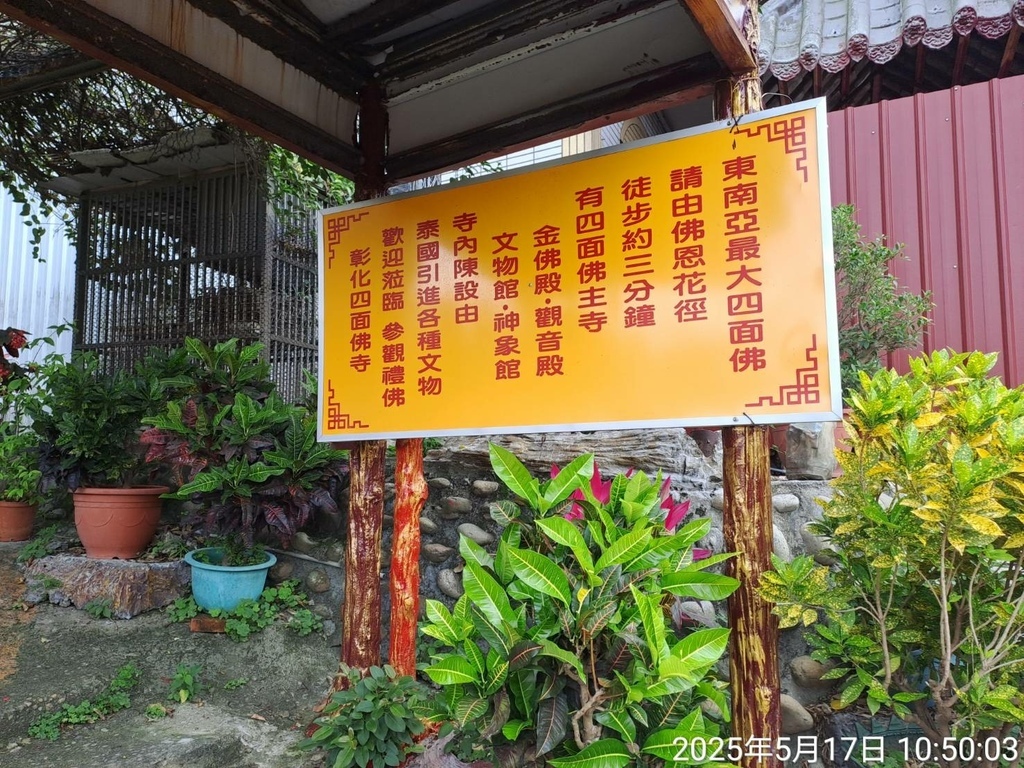 東南亞最大四面佛
請由佛恩花徑
徒步約三分鐘
有四面佛主寺
金佛殿·觀音殿
文物館·神象館
寺內陳設由
泰國引進各種文物
歡迎蒞臨 參觀禮佛
彰化四面佛寺
2025年5月17日 10:50:03